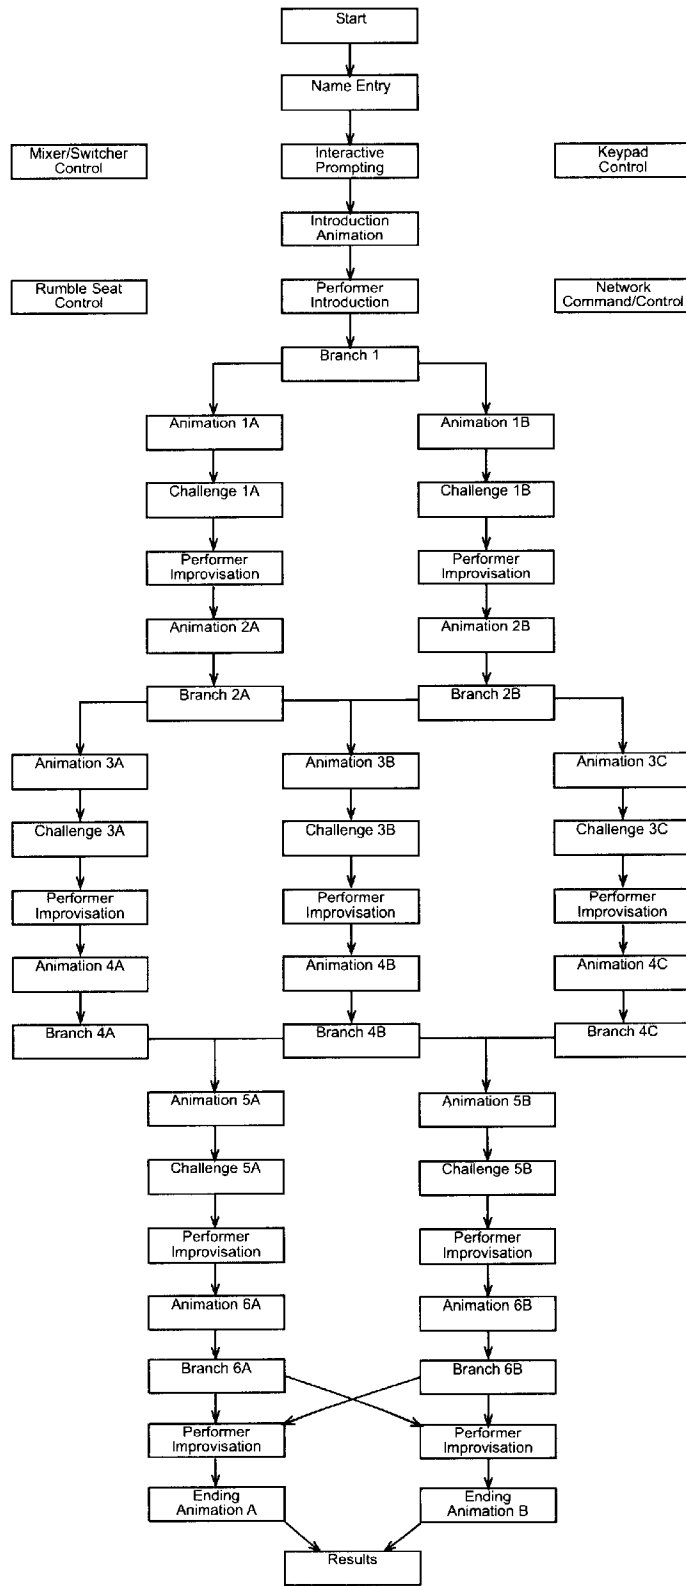 Start
Name Entry
Mixer/Switcher
Control
Interactive
Prompting
Keypad
Control
Introduction
Animation
Rumble Seat
Control
Performer
Introduction
Network
Command/Control
Branch 1
Animation 1A
Animation 1B
Challenge 1A
Challenge 1B
Performer
Improvisation
Performer
Improvisation
Animation 2A
Animation 2B
Branch 2A
Branch 2B
Animation 3A
Animation 3B
Animation 3C
Challenge 3A
Challenge 3B
Challenge 3C
Performer
Improvisation
Performer
Improvisation
Performer
Improvisation
Animation 4A
Animation 4B
Animation 4C
Branch 4A
Branch 4B
Branch 4C
Animation 5A
Animation 5B
Challenge 5A
Challenge 5B
Performer
Improvisation
Performer
Improvisation
Animation 6A
Animation 6B
Branch 6A
Branch 6B
Performer
Improvisation
Performer
Improvisation
Ending
Animation A
Ending
Animation B
Results